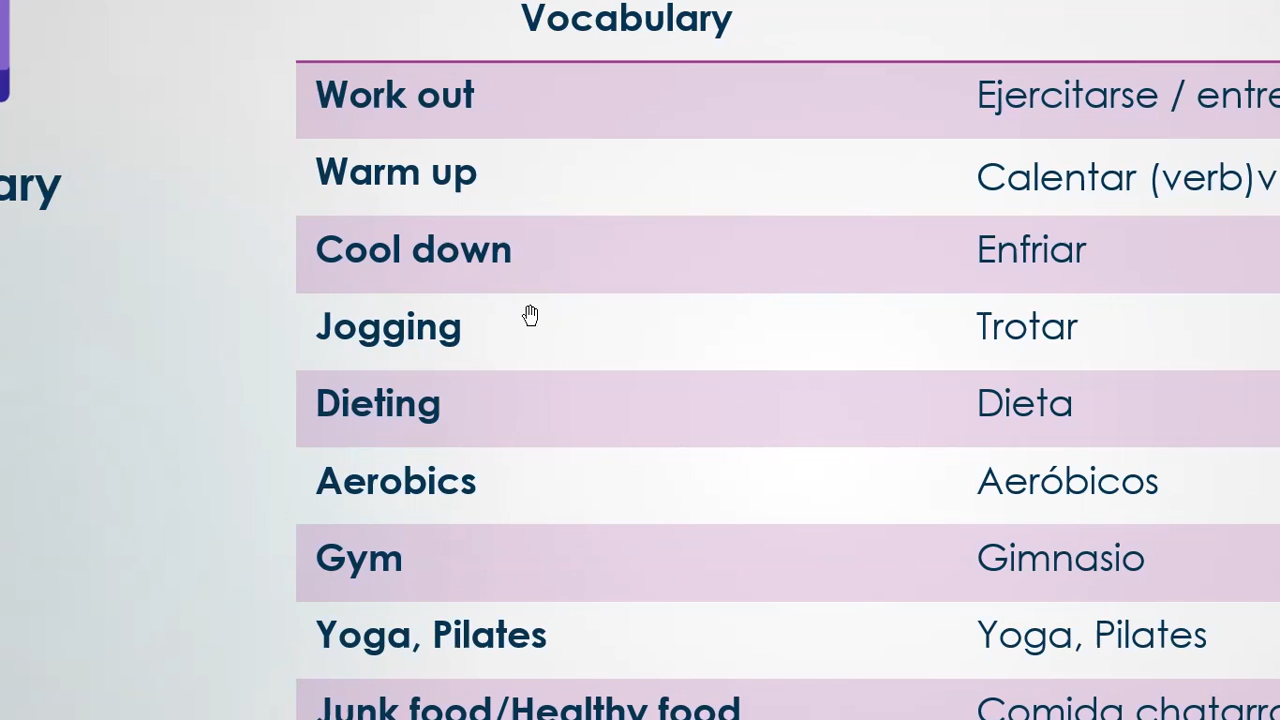 Vocabulary
Work out Ejercitarse / entre
Warm up Calentar (verb)v
ary
Cool down Enfriar
Jogging Trotar
Dieting Dieta
Aerobics Aeróbicos
Gym Gimnasio
Yoga, Pilates Yoga, Pilates
Junk food/Healthy food Comida chatarra